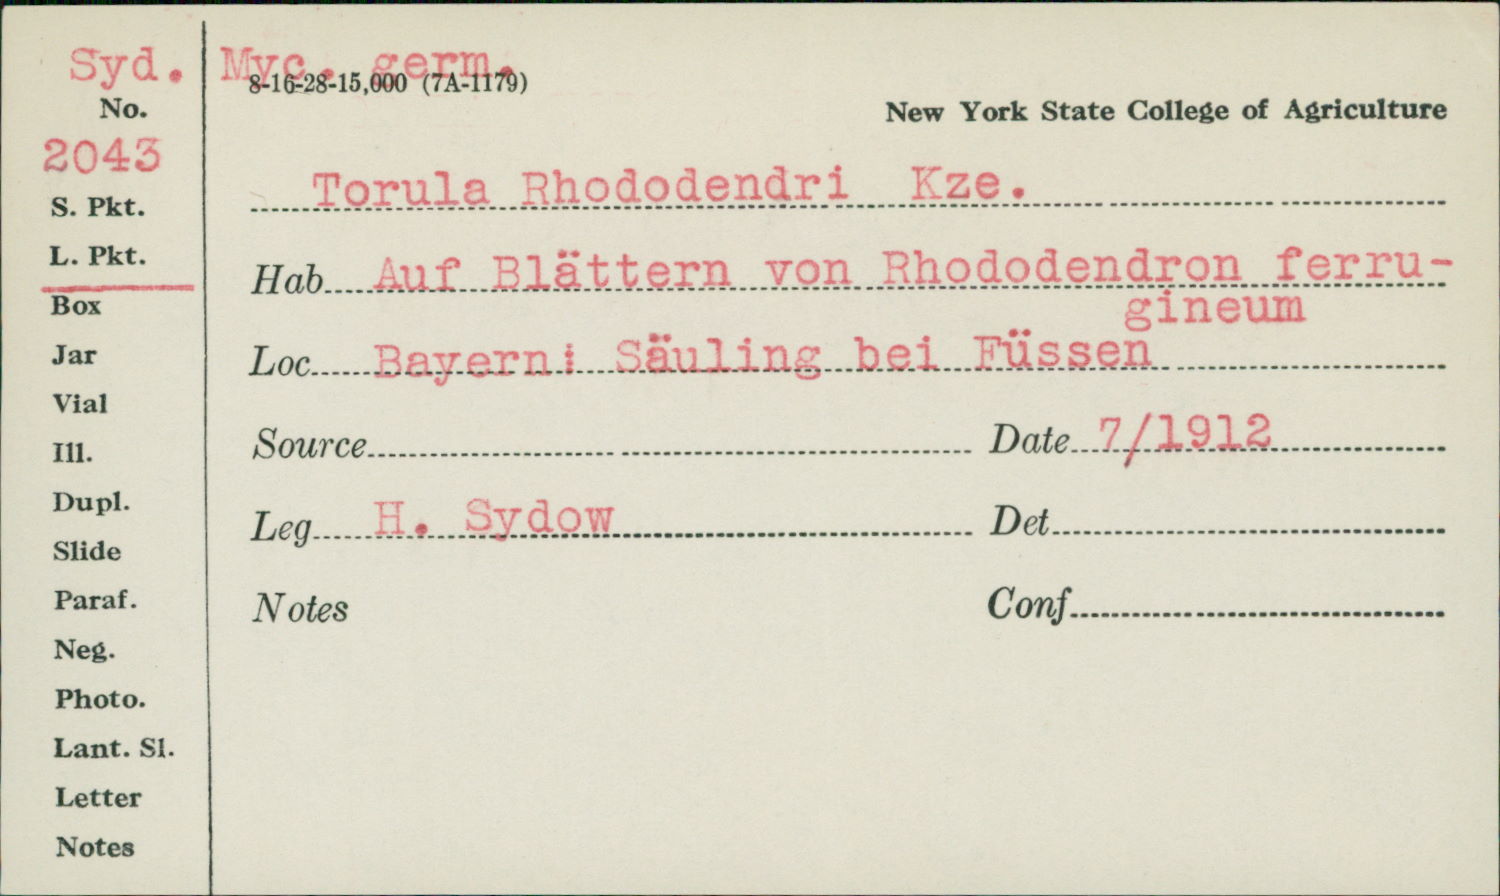 Syd. Myc. germ.
8-16-28-15,000 (7A-1179)
No.
New York State College of Agriculture
2043
Torula Rhododendri Kze.
S. Pkt.
L. Pkt.
Hab Auf Blättern von Rhododendron ferru-
gineum
Box
Jar
Loc Bayern: Säuling bei Füssen
Vial
Source Date 7/1912
Ill.
Dupl.
Leg H. Sydow Det
Slide
Paraf.
Notes Conf
Neg.
Photo.
Lant. Sl.
Letter
Notes